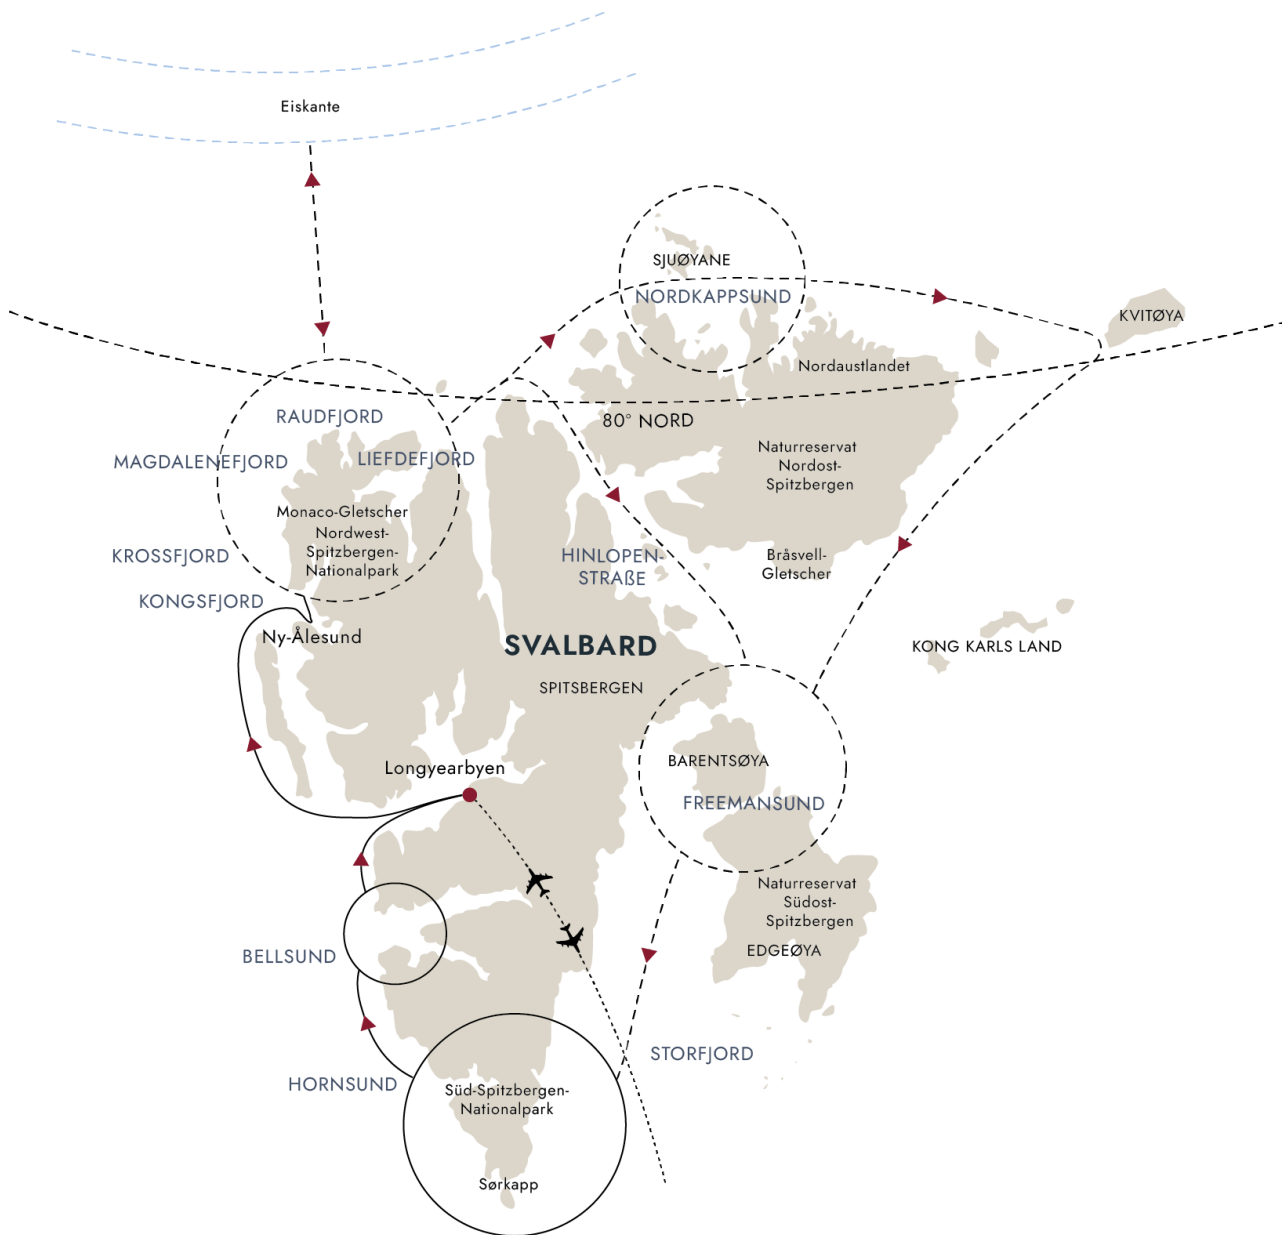 Eiskante
SJUØYANE
NORDKAPPSUND
KVITØYA
Nordaustlandet
RAUDFJORD
80° NORD
MAGDALENEFJORD
LIEFDEFJORD
Naturreservat
Nordost-
Spitzbergen
Monaco-Gletscher
Nordwest-
Spitzbergen-
Nationalpark
KROSSFJORD
HINLOPEN-
STRAßE
Bråsvell-
Gletscher
KONGSFJORD
Ny-Ålesund
SVALBARD
KONG KARLS LAND
SPITSBERGEN
Longyearbyen
BARENTSØYA
FREEMANSUND
Naturreservat
Südost-
Spitzbergen
EDGEØYA
BELLSUND
STORFJORD
HORNSUND
Süd-Spitzbergen-
Nationalpark
Sørkapp